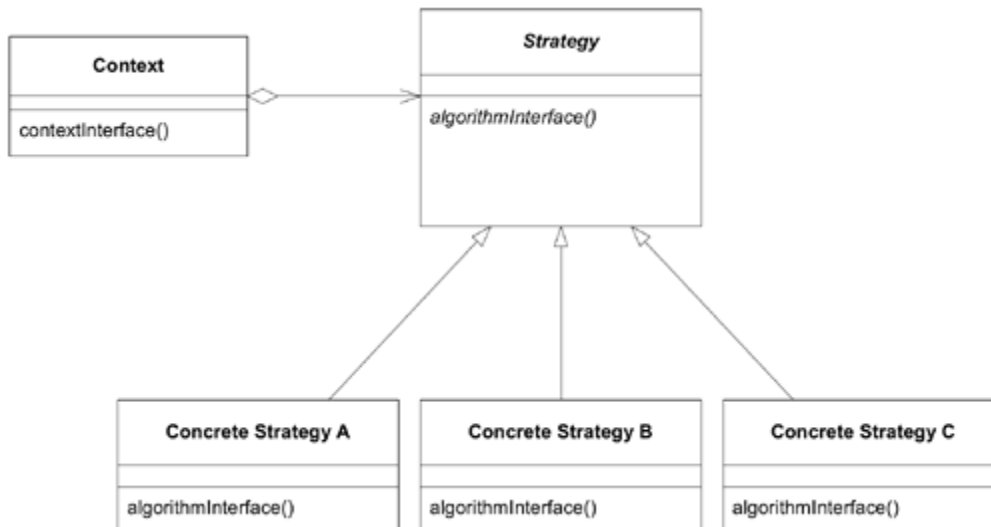 Context
contextInterface()
Strategy
algorithmInterface()
Concrete Strategy A
algorithmInterface()
Concrete Strategy B
algorithmInterface()
Concrete Strategy C
algorithmInterface()